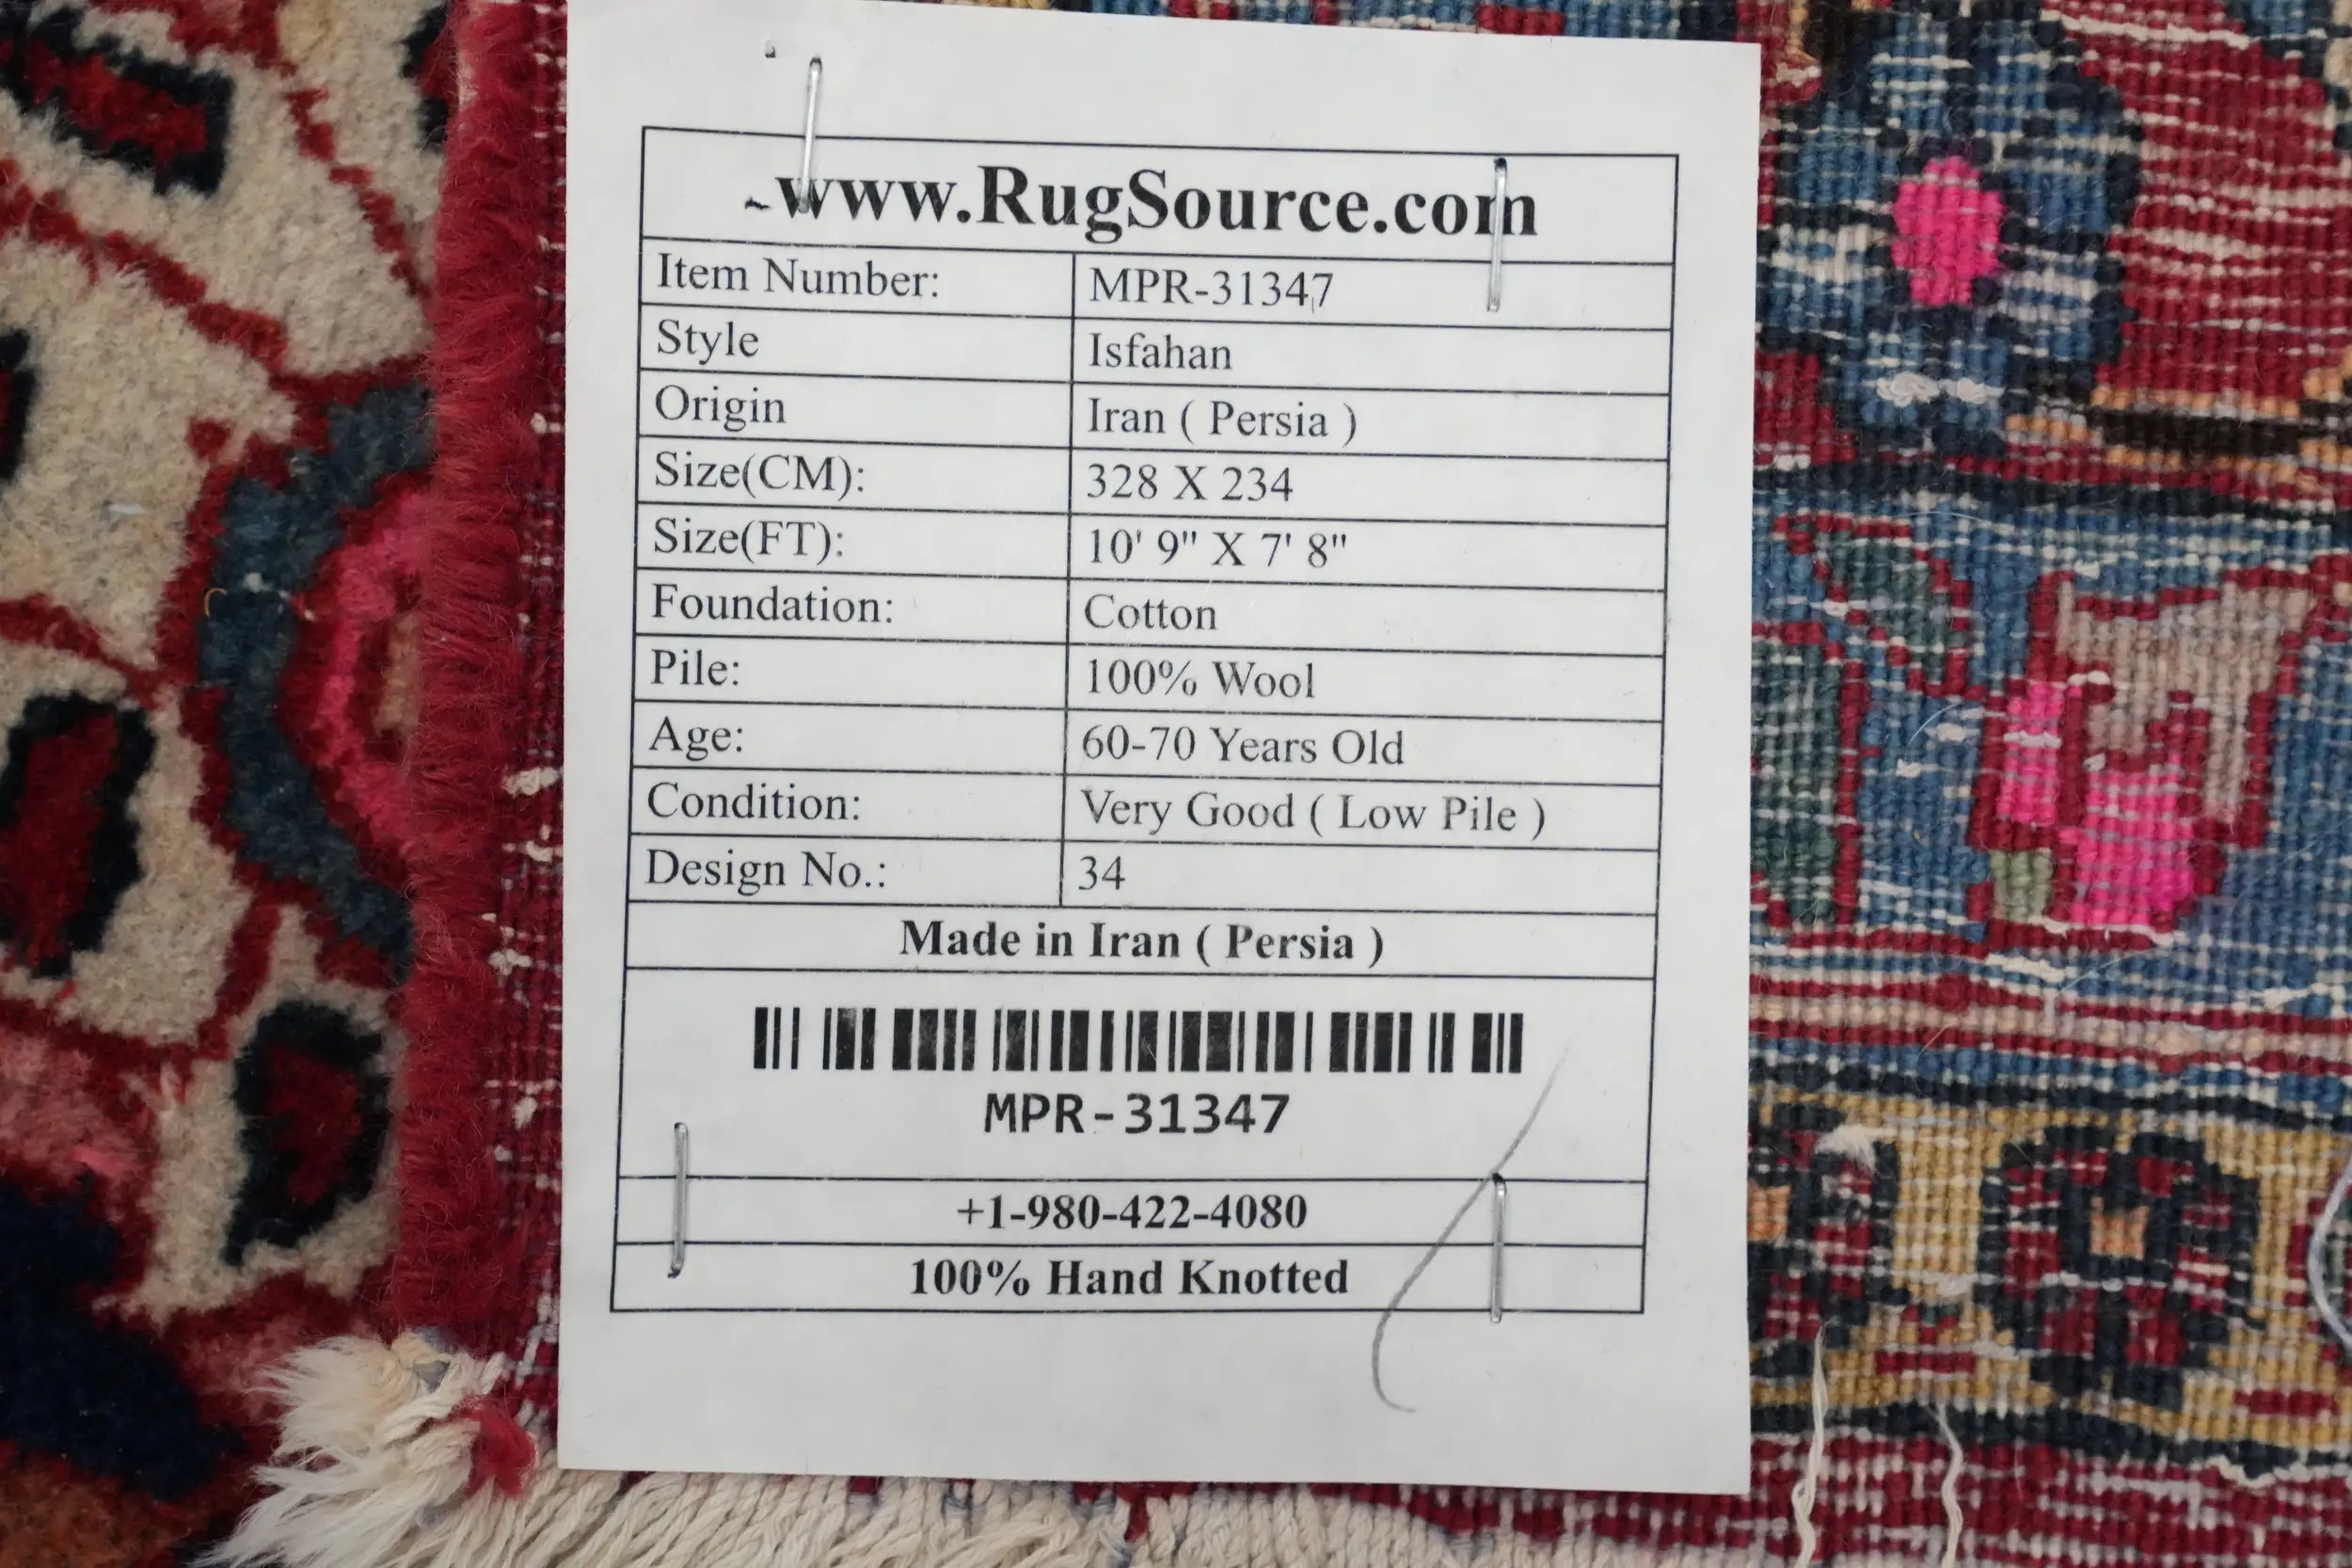 www.RugSource.com
Item Number: MPR-31347
Style Isfahan
Origin Iran ( Persia )
Size(CM): 328 X 234
Size(FT): 10' 9" X 7' 8"
Foundation: Cotton
Pile: 100% Wool
Age: 60-70 Years Old
Condition: Very Good ( Low Pile )
Design No.: 34
Made in Iran ( Persia )
MPR-31347
+1-980-422-4080
100% Hand Knotted